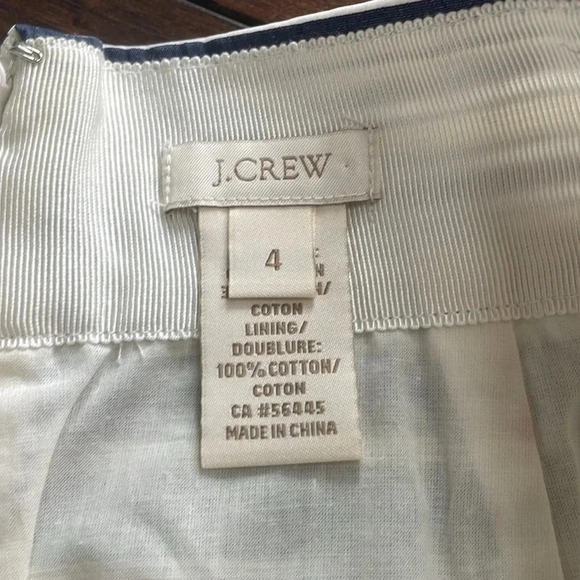 J.CREW
4
COTON
LINING/
DOUBLURE:
100% COTTON/
COTON
CA #56445
MADE IN CHINA